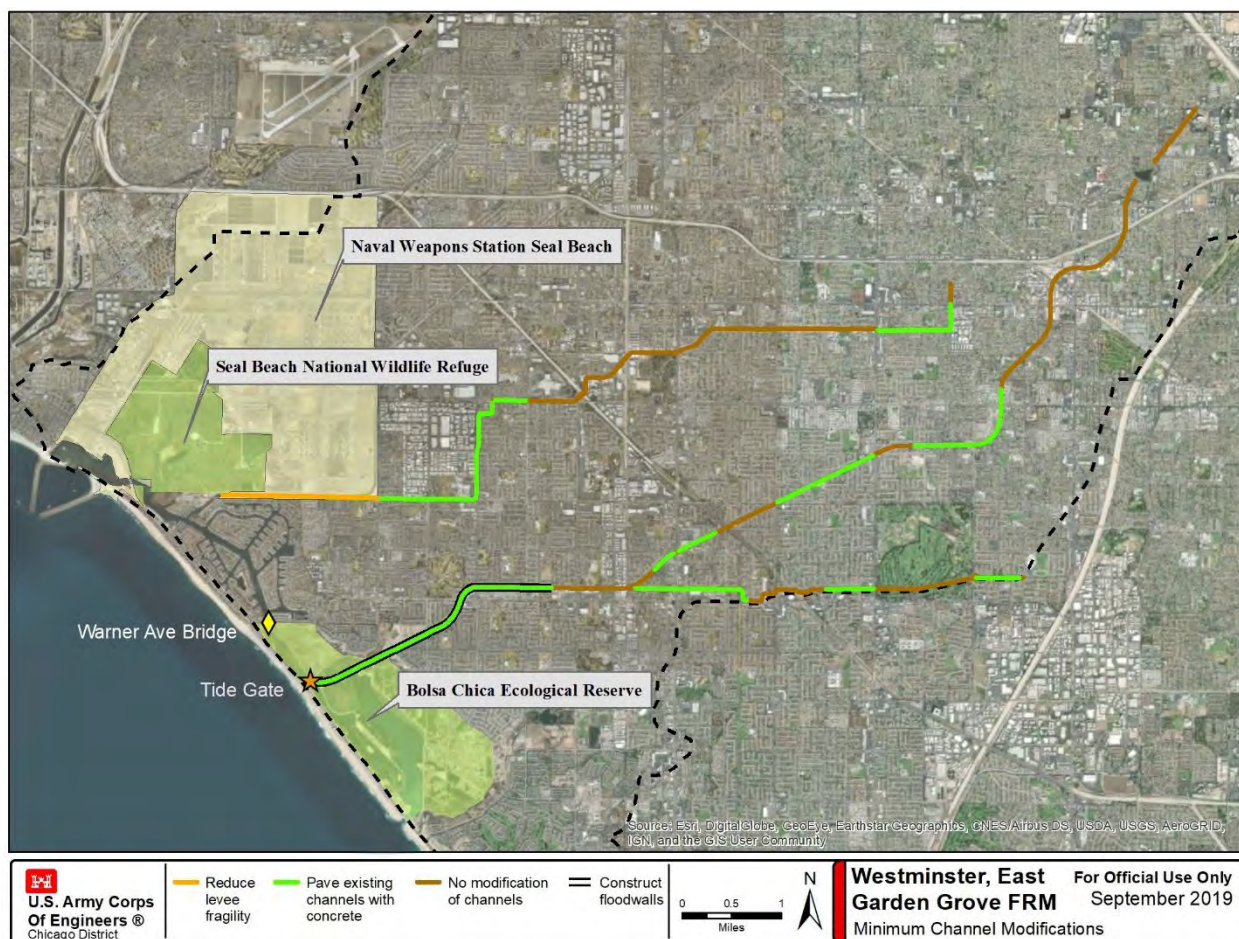 Naval Weapons Station Seal Beach
Seal Beach National Wildlife Refuge
Warner Ave Bridge
Tide Gate
Bolsa Chica Ecological Reserve
Source: Esri, DigitalGlobe, GeoEye, Earthstar Geographics, CNES/Airbus DS, USDA, USGS, AeroGRID,
IGN, and the GIS User Community
U.S. Army Corps
Of Engineers ®
Chicago District
Reduce
levee
fragility
Pave existing
channels with
concrete
No modification
of channels
Construct
floodwalls
0 0.5 1
Miles
N
Westminster, East
Garden Grove FRM
Minimum Channel Modifications
For Official Use Only
September 2019